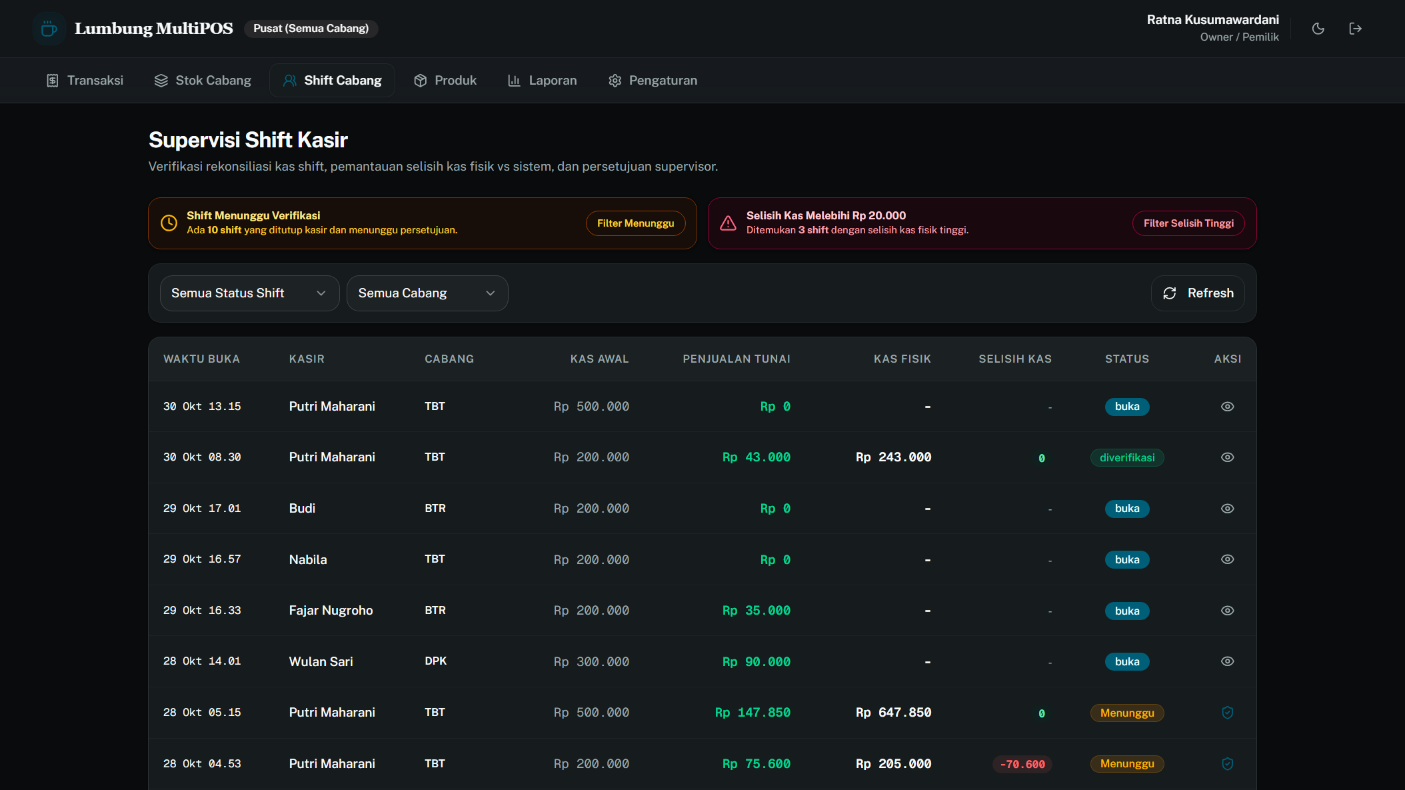 Lumbung MultiPOS
Pusat (Semua Cabang)
Ratna Kusumawardani
Owner / Pemilik
Transaksi
Stok Cabang
Shift Cabang
Produk
Laporan
Pengaturan
Supervisi Shift Kasir
Verifikasi rekonsiliasi kas shift, pemantauan selisih kas fisik vs sistem, dan persetujuan supervisor.
Shift Menunggu Verifikasi
Ada 10 shift yang ditutup kasir dan menunggu persetujuan.
Filter Menunggu
Selisih Kas Melebihi Rp 20.000
Ditemukan 3 shift dengan selisih kas fisik tinggi.
Filter Selisih Tinggi
Semua Status Shift
Semua Cabang
Refresh
WAKTU BUKA KASIR CABANG KAS AWAL PENJUALAN TUNAI KAS FISIK SELISIH KAS STATUS AKSI
30 Okt 13.15 Putri Maharani TBT Rp 500.000 Rp 0 - - buka
30 Okt 08.30 Putri Maharani TBT Rp 200.000 Rp 43.000 Rp 243.000 0 diverifikasi
29 Okt 17.01 Budi BTR Rp 200.000 Rp 0 - - buka
29 Okt 16.57 Nabila TBT Rp 200.000 Rp 0 - - buka
29 Okt 16.33 Fajar Nugroho BTR Rp 200.000 Rp 35.000 - - buka
28 Okt 14.01 Wulan Sari DPK Rp 300.000 Rp 90.000 - - buka
28 Okt 05.15 Putri Maharani TBT Rp 500.000 Rp 147.850 Rp 647.850 0 Menunggu
28 Okt 04.53 Putri Maharani TBT Rp 200.000 Rp 75.600 Rp 205.000 -70.600 Menunggu